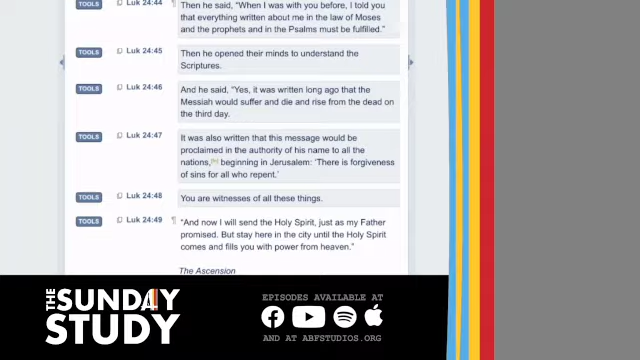 TOOLS Luk 24:44 ¶ Then he said, “When I was with you before, I told you
that everything written about me in the law of Moses
and the prophets and in the Psalms must be fulfilled.”
TOOLS Luk 24:45 Then he opened their minds to understand the
Scriptures.
TOOLS Luk 24:46 And he said, “Yes, it was written long ago that the
Messiah would suffer and die and rise from the dead on
the third day.
TOOLS Luk 24:47 It was also written that this message would be
proclaimed in the authority of his name to all the
nations, beginning in Jerusalem: ‘There is forgiveness
of sins for all who repent.’
TOOLS Luk 24:48 You are witnesses of all these things.
TOOLS Luk 24:49 ¶ “And now I will send the Holy Spirit, just as my Father
promised. But stay here in the city until the Holy Spirit
comes and fills you with power from heaven.”
The Ascension
THE SUNDAY
STUDY
EPISODES AVAILABLE AT
YouTube
AND AT ABFSTUDIOS.ORG